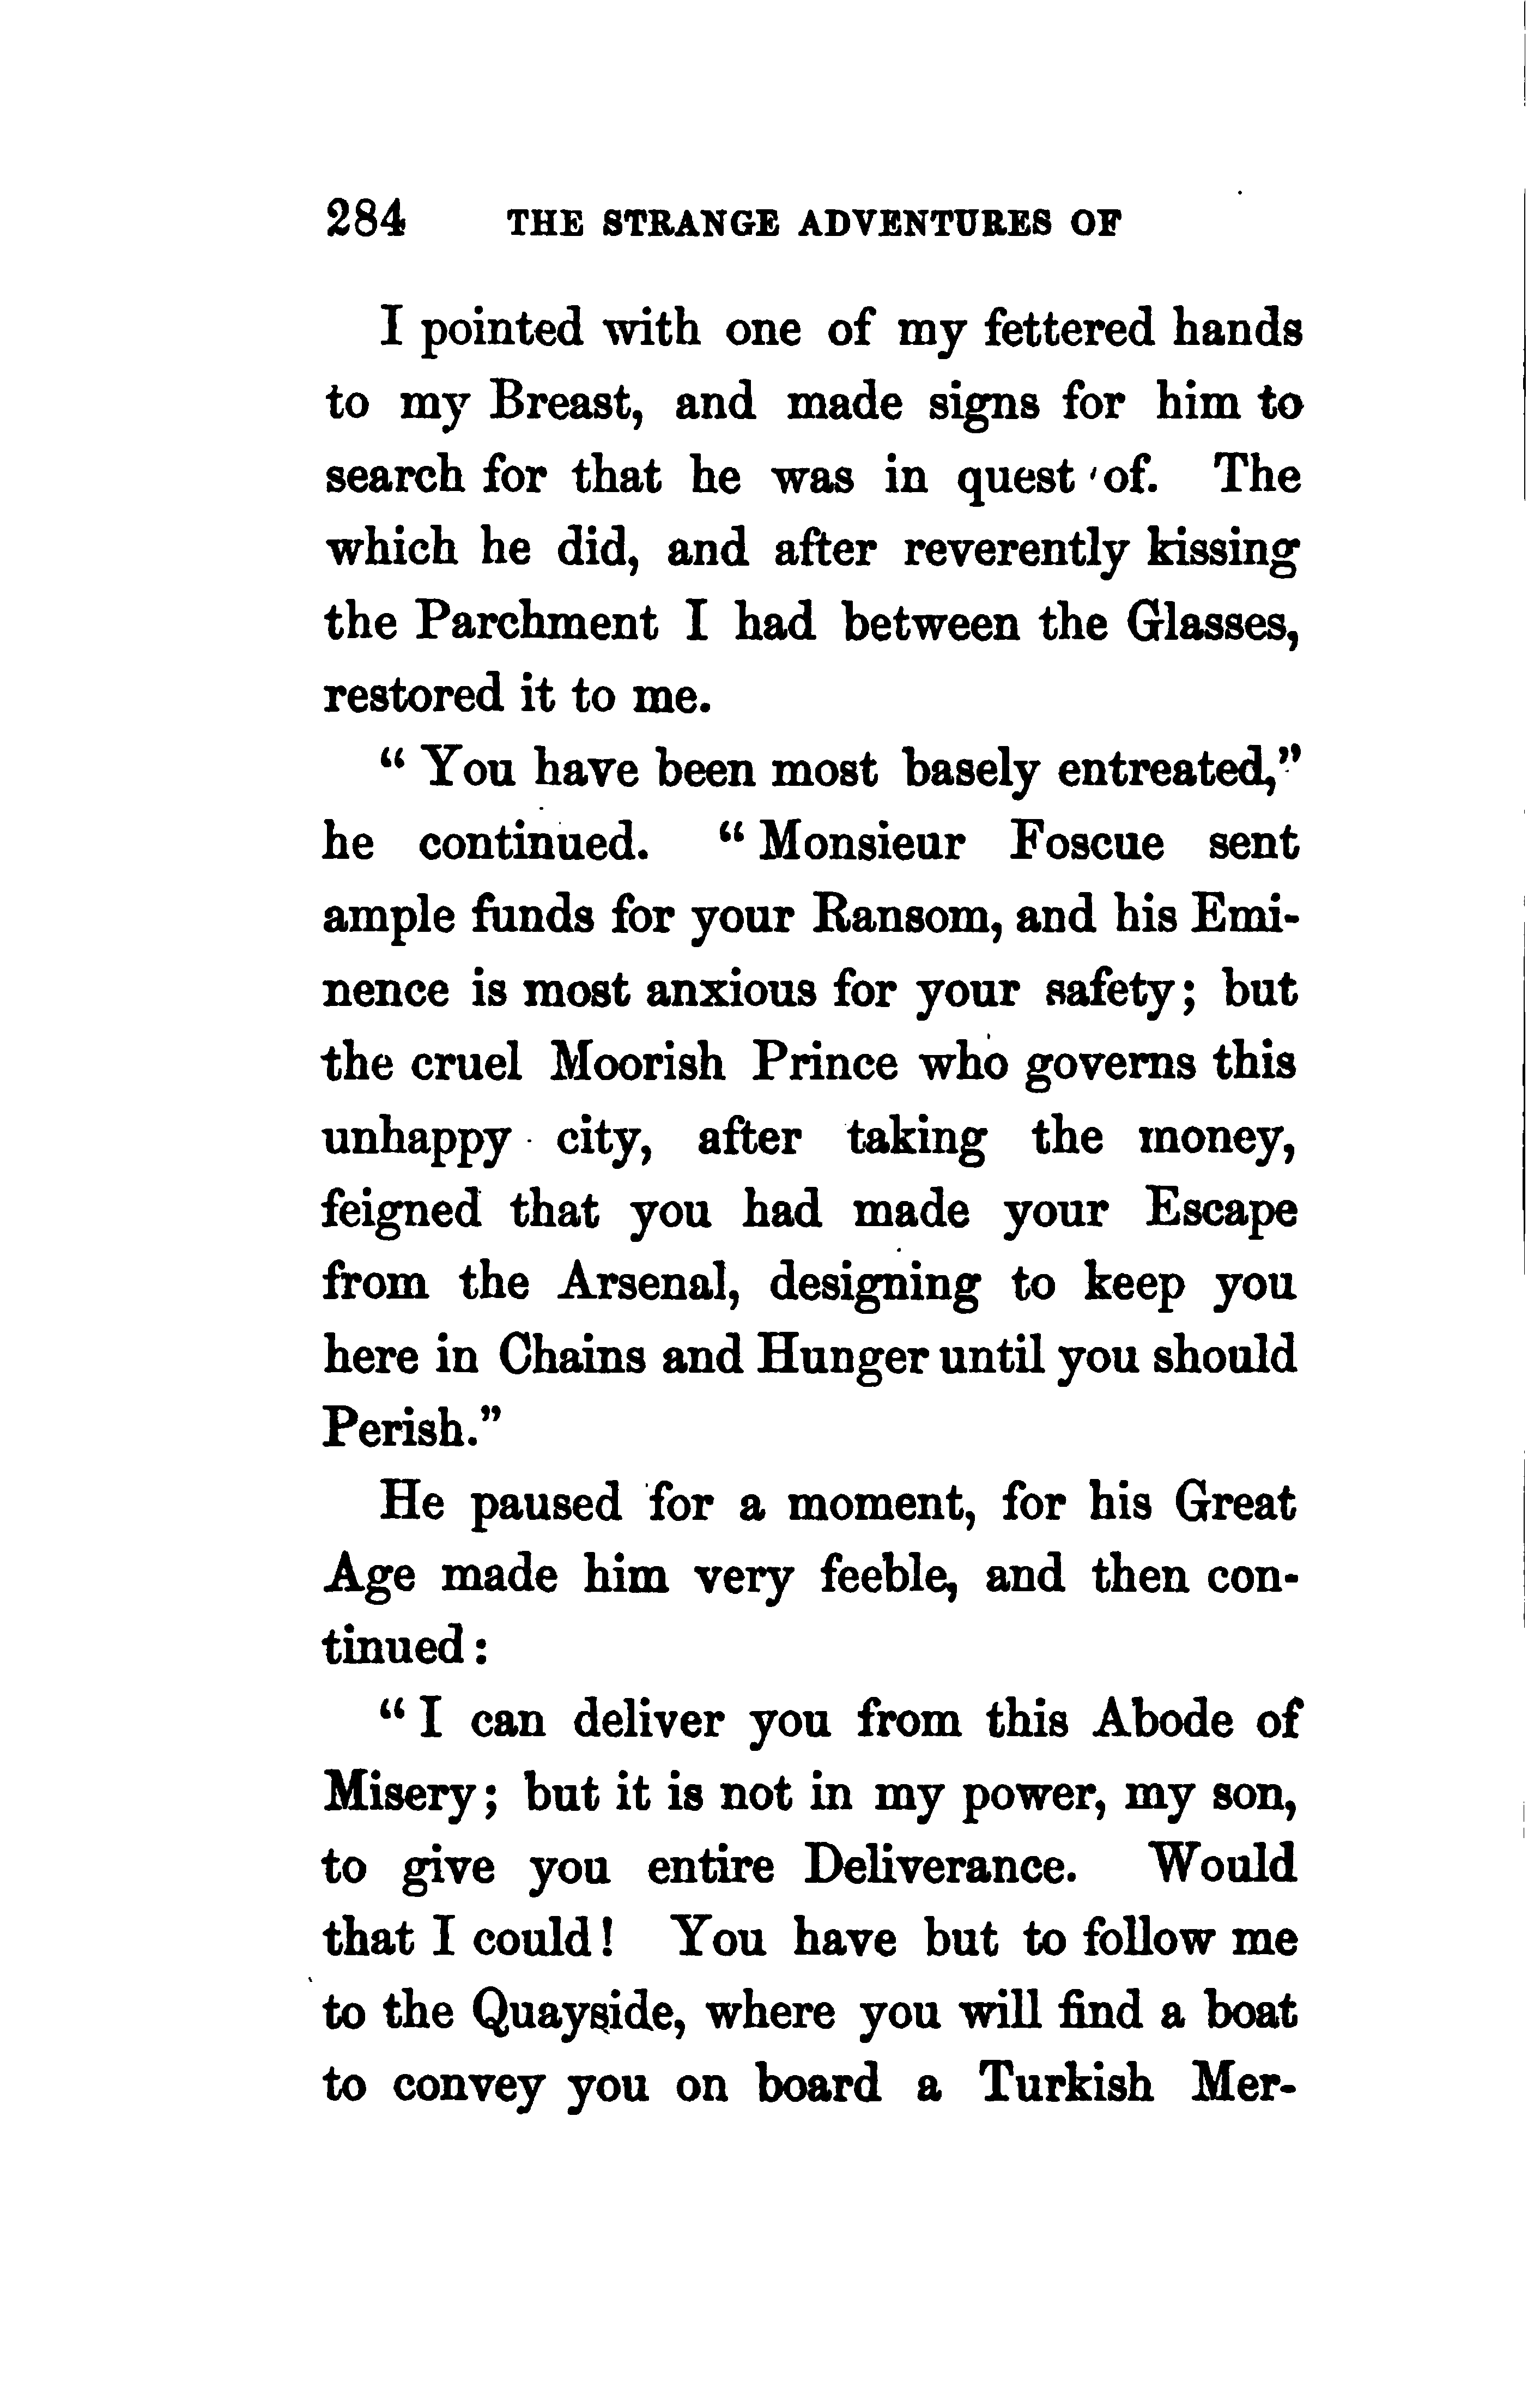 284 THE STRANGE ADVENTURES OF
I pointed with one of my fettered hands
to my Breast, and made signs for him to
search for that he was in quest of. The
which he did, and after reverently kissing
the Parchment I had between the Glasses,
restored it to me.
“ You have been most basely entreated,”
he continued. “ Monsieur Foscue sent
ample funds for your Ransom, and his Emi-
nence is most anxious for your safety; but
the cruel Moorish Prince who governs this
unhappy city, after taking the money,
feigned that you had made your Escape
from the Arsenal, designing to keep you
here in Chains and Hunger until you should
Perish.”
He paused for a moment, for his Great
Age made him very feeble, and then con-
tinued:
“ I can deliver you from this Abode of
Misery; but it is not in my power, my son,
to give you entire Deliverance. Would
that I could! You have but to follow me
to the Quayside, where you will find a boat
to convey you on board a Turkish Mer-